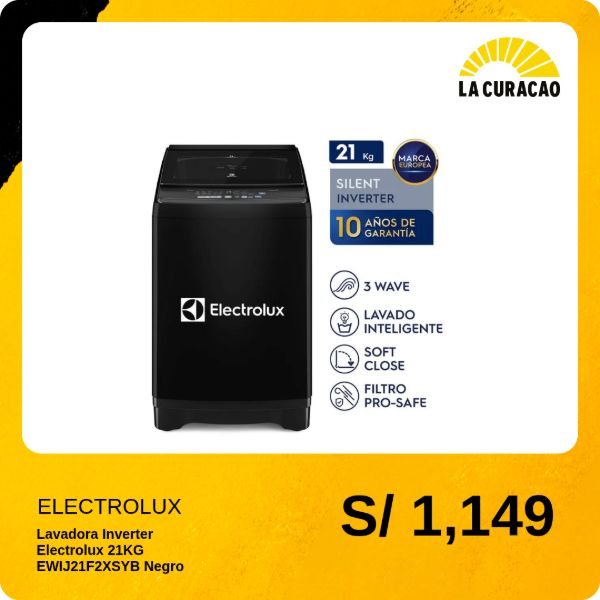 LA CURACAO
21 Kg
MARCA
EUROPEA
SILENT
INVERTER
10 AÑOS DE
GARANTÍA
Electrolux
3 WAVE
LAVADO
INTELIGENTE
SOFT
CLOSE
FILTRO
PRO-SAFE
ELECTROLUX
S/ 1,149
Lavadora Inverter
Electrolux 21KG
EWIJ21F2XSYB Negro